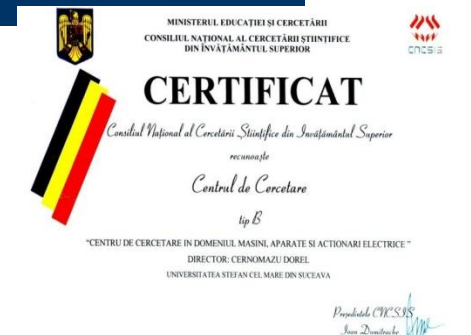 MINISTERUL EDUCAȚIEI ȘI CERCETĂRII
CONSILIUL NAȚIONAL AL CERCETĂRII ȘTIINȚIFICE
DIN ÎNVĂȚĂMÂNTUL SUPERIOR
CNCSIS
CERTIFICAT
Consiliul Național al Cercetării Științifice din Învățământul Superior
recunoaște
Centrul de Cercetare
tip B
"CENTRU DE CERCETARE IN DOMENIUL MASINI, APARATE SI ACTIONARI ELECTRICE"
DIRECTOR: CERNOMAZU DOREL
UNIVERSITATEA STEFAN CEL MARE DIN SUCEAVA
Președintele CNCSIS
Ioan Dumitrache